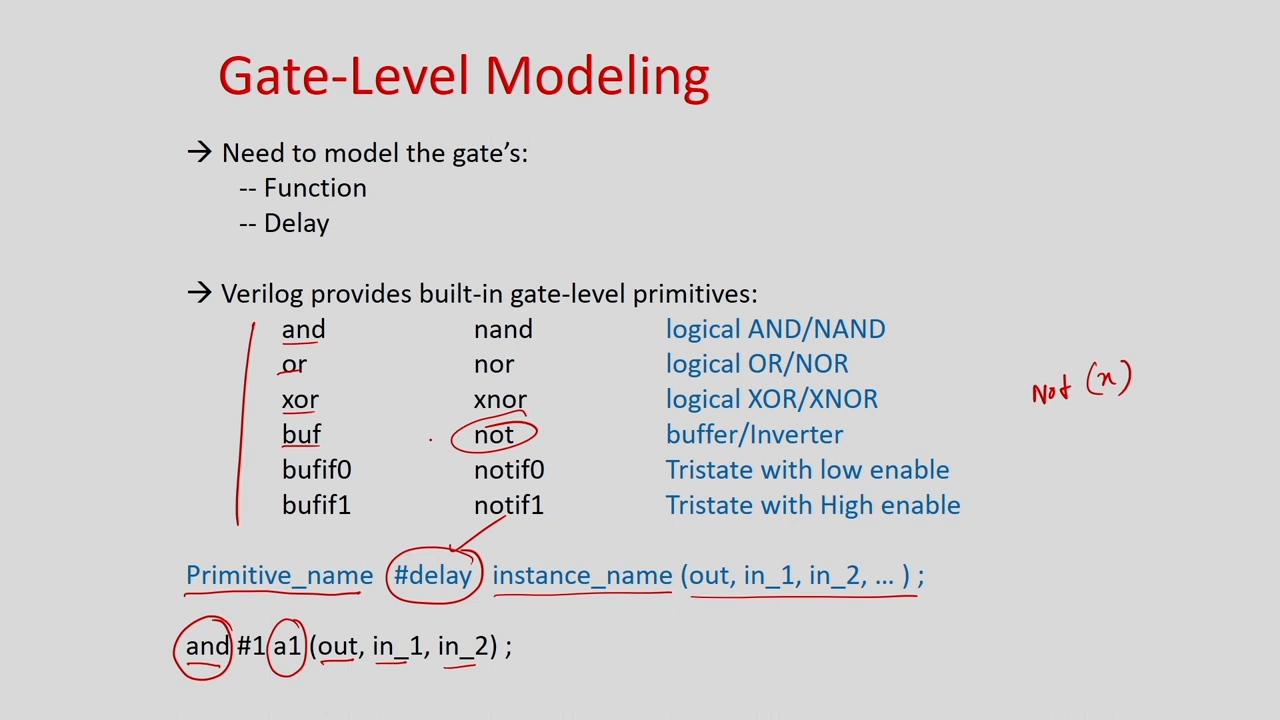 Gate-Level Modeling
→ Need to model the gate’s:
-- Function
-- Delay
→ Verilog provides built-in gate-level primitives:
and nand logical AND/NAND
or nor logical OR/NOR
xor xnor logical XOR/XNOR
Not (x)
buf not buffer/Inverter
bufif0 notif0 Tristate with low enable
bufif1 notif1 Tristate with High enable
Primitive_name #delay instance_name (out, in_1, in_2, … ) ;
and #1 a1 (out, in_1, in_2) ;